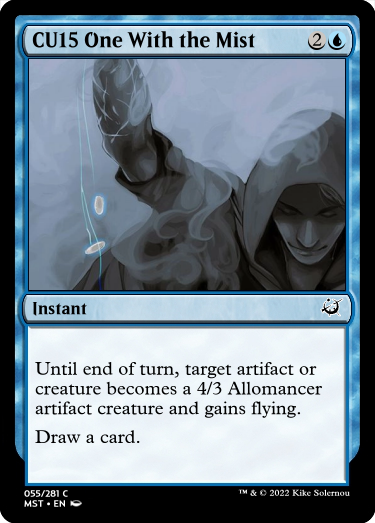 CU15 One With the Mist 2
Instant
Until end of turn, target artifact or
creature becomes a 4/3 Allomancer
artifact creature and gains flying.
Draw a card.
055/281 C
MST • EN
™ & © 2022 Kike Solernou